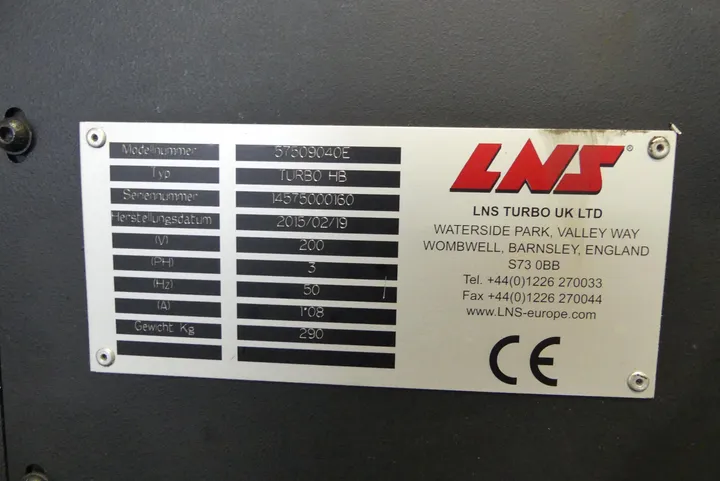 Modellnummer 57509040E
Typ TURBO HB
Seriennummer 14575000160
Herstellungsdatum 2015/02/19
(V) 200
(PH) 3
(Hz) 50
(A) 1'08
Gewicht Kg 290
LNS®
LNS TURBO UK LTD
WATERSIDE PARK, VALLEY WAY
WOMBWELL, BARNSLEY, ENGLAND
S73 0BB
Tel. +44(0)1226 270033
Fax +44(0)1226 270044
www.LNS-europe.com
CE